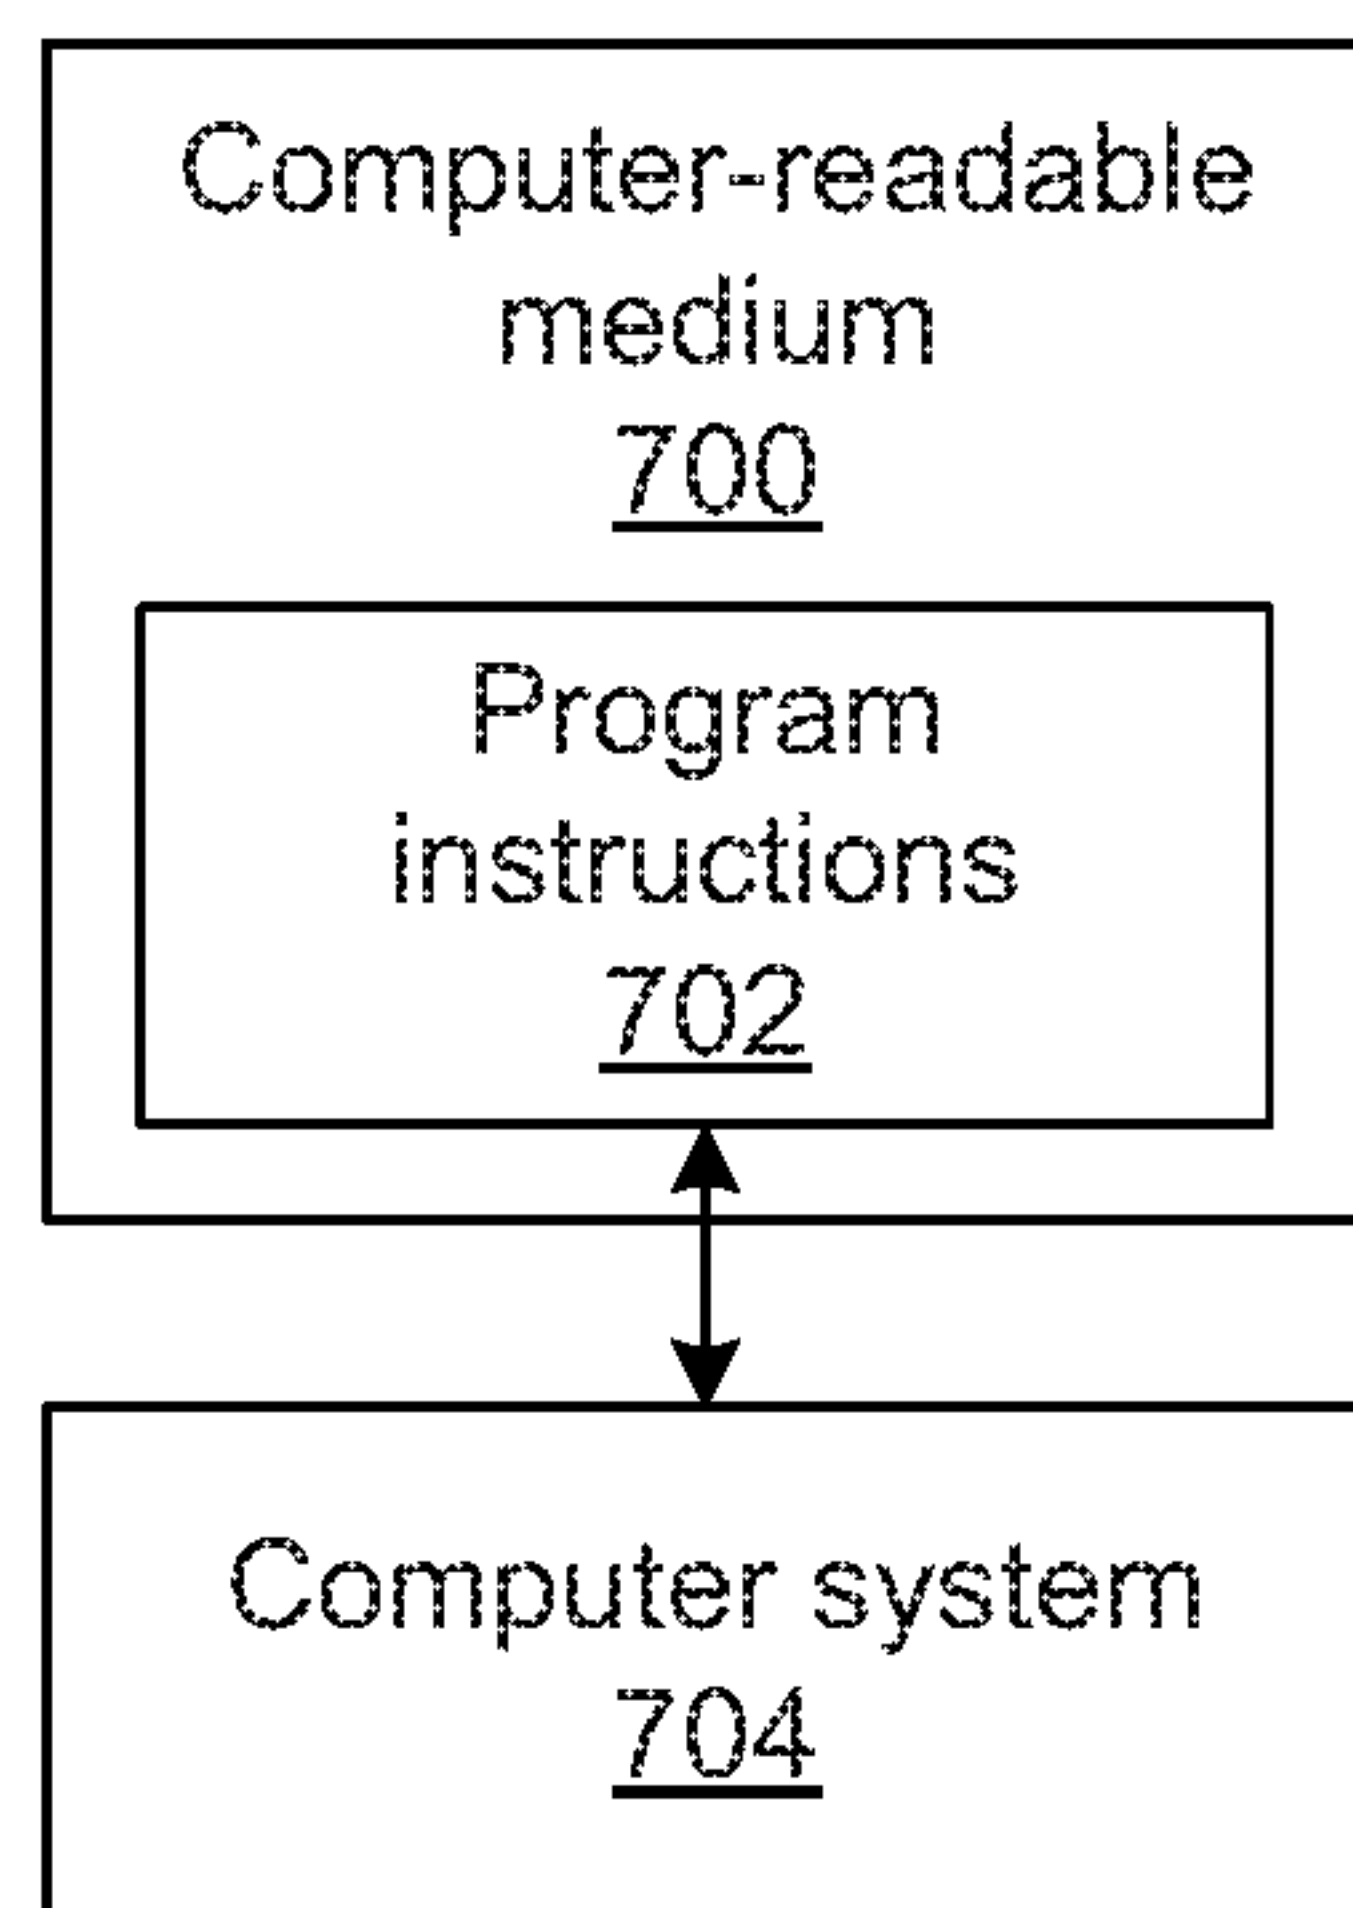 Computer-readable
medium
700
Program
instructions
702
Computer system
704